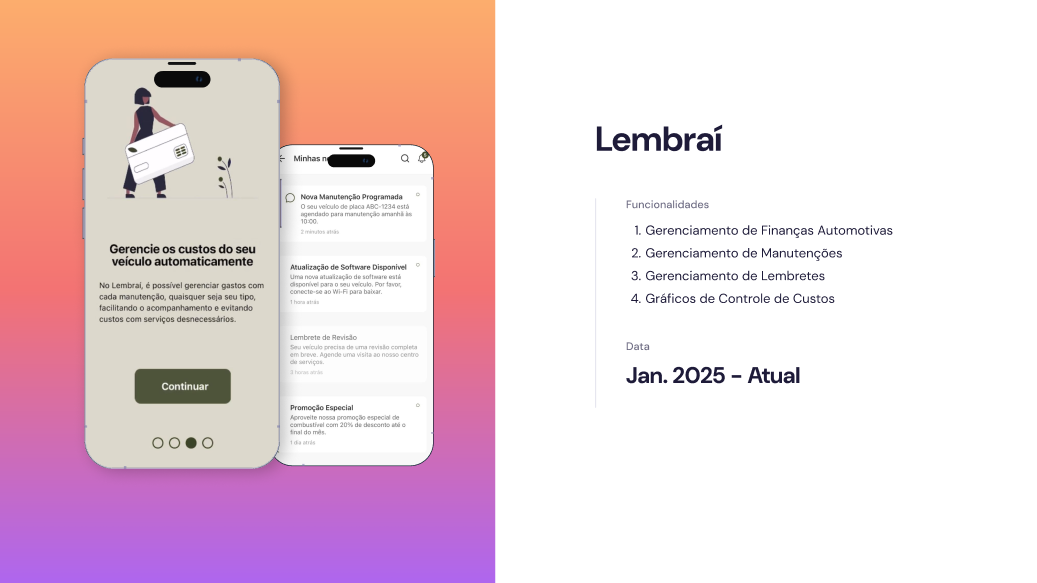 Gerencie os custos do seu
veículo automaticamente
No Lembraí, é possível gerenciar gastos com
cada manutenção, quaisquer seja seu tipo,
facilitando o acompanhamento e evitando
custos com serviços desnecessários.
Continuar
Minhas
Nova Manutenção Programada
O seu veículo de placa ABC-1234 está
agendado para manutenção amanhã às
10:00.
2 minutos atrás
Atualização de Software Disponível
Uma nova atualização de software está
disponível para o seu veículo. Por favor,
conecte-se ao Wi-Fi para baixar.
1 hora atrás
Lembrete de Revisão
Seu veículo precisa de uma revisão completa
em breve. Agende uma visita ao nosso centro
de serviços.
3 horas atrás
Promoção Especial
Aproveite nossa promoção especial de
combustível com 20% de desconto até o
final do mês.
1 dia atrás
Lembraí
Funcionalidades
1. Gerenciamento de Finanças Automotivas
2. Gerenciamento de Manutenções
3. Gerenciamento de Lembretes
4. Gráficos de Controle de Custos
Data
Jan. 2025 - Atual